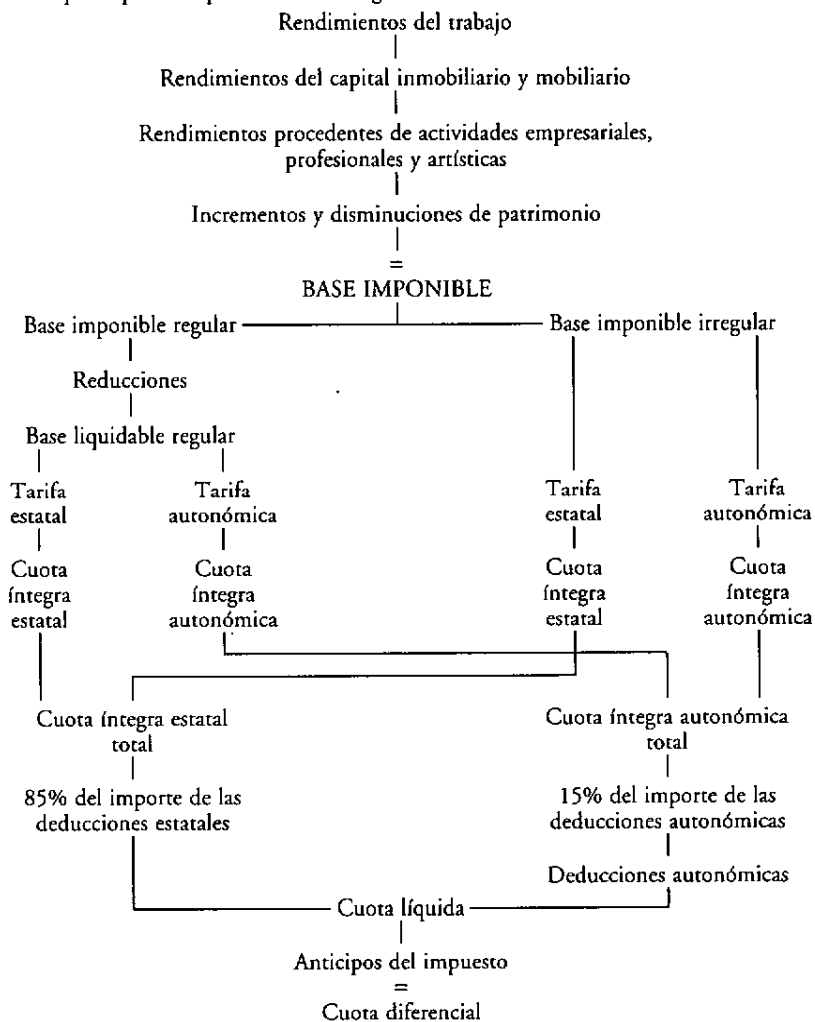 Rendimientos del trabajo
Rendimientos del capital inmobiliario y mobiliario
Rendimientos procedentes de actividades empresariales,
profesionales y artísticas
Incrementos y disminuciones de patrimonio
=
BASE IMPONIBLE
Base imponible regular
Base imponible irregular
Reducciones
Base liquidable regular
Tarifa
estatal
Tarifa
autonómica
Tarifa
estatal
Tarifa
autonómica
Cuota
íntegra
estatal
Cuota
íntegra
autonómica
Cuota
íntegra
estatal
Cuota
íntegra
autonómica
Cuota íntegra estatal
total
Cuota íntegra autonómica
total
85% del importe de las
deducciones estatales
15% del importe de las
deducciones autonómicas
Deducciones autonómicas
Cuota líquida
Anticipos del impuesto
=
Cuota diferencial